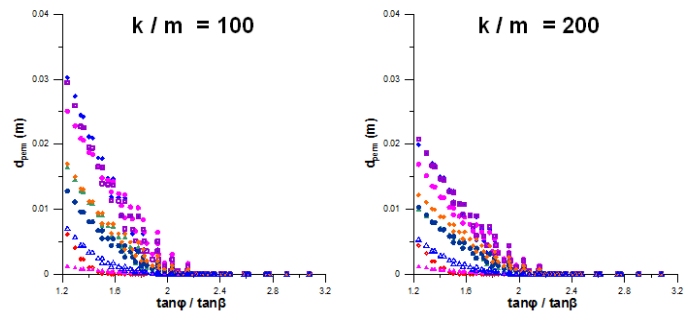 k / m = 100
0.04
0.03
0.02
0.01
0
d_perm (m)
1.2 1.6 2 2.4 2.8 3.2
tanφ / tanβ
k / m = 200
0.04
0.03
0.02
0.01
0
d_perm (m)
1.2 1.6 2 2.4 2.8 3.2
tanφ / tanβ